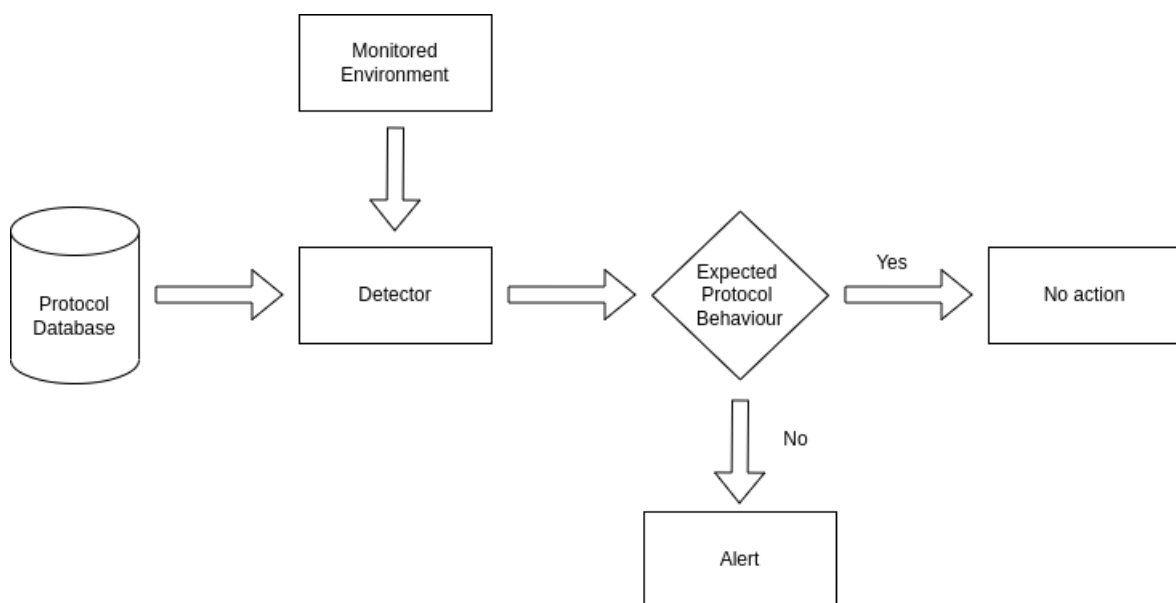 Monitored
Environment
Protocol
Database
Detector
Expected
Protocol
Behaviour
Yes
No action
No
Alert